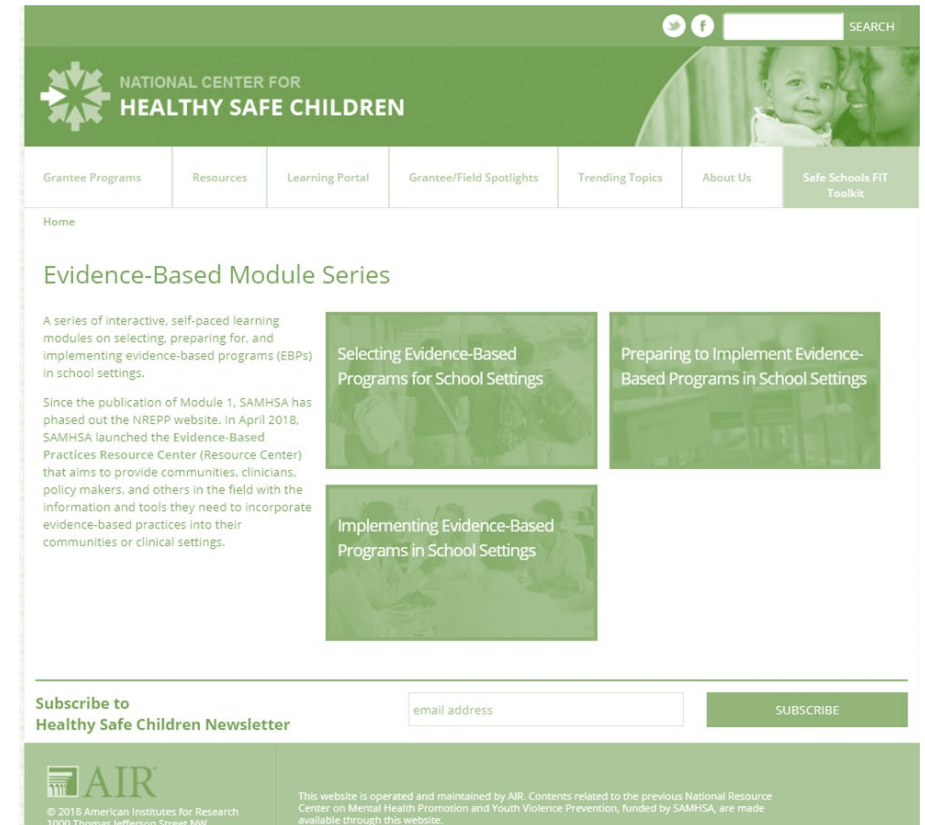 SEARCH
NATIONAL CENTER FOR
HEALTHY SAFE CHILDREN
Grantee Programs
Resources
Learning Portal
Grantee/Field Spotlights
Trending Topics
About Us
Safe Schools FIT
Toolkit
Home
Evidence-Based Module Series
A series of interactive, self-paced learning
modules on selecting, preparing for, and
implementing evidence-based programs (EBPs)
in school settings.
Since the publication of Module 1, SAMHSA has
phased out the NREPP website. In April 2018,
SAMHSA launched the Evidence-Based
Practices Resource Center (Resource Center)
that aims to provide communities, clinicians,
policy makers, and others in the field with the
information and tools they need to incorporate
evidence-based practices into their
communities or clinical settings.
Selecting Evidence-Based
Programs for School Settings
Preparing to Implement Evidence-
Based Programs in School Settings
Implementing Evidence-Based
Programs in School Settings
Subscribe to
Healthy Safe Children Newsletter
email address
SUBSCRIBE
AIR
© 2018 American Institutes for Research
1000 Thomas Jefferson Street NW
This website is operated and maintained by AIR. Contents related to the previous National Resource
Center on Mental Health Promotion and Youth Violence Prevention, funded by SAMHSA, are made
available through this website.